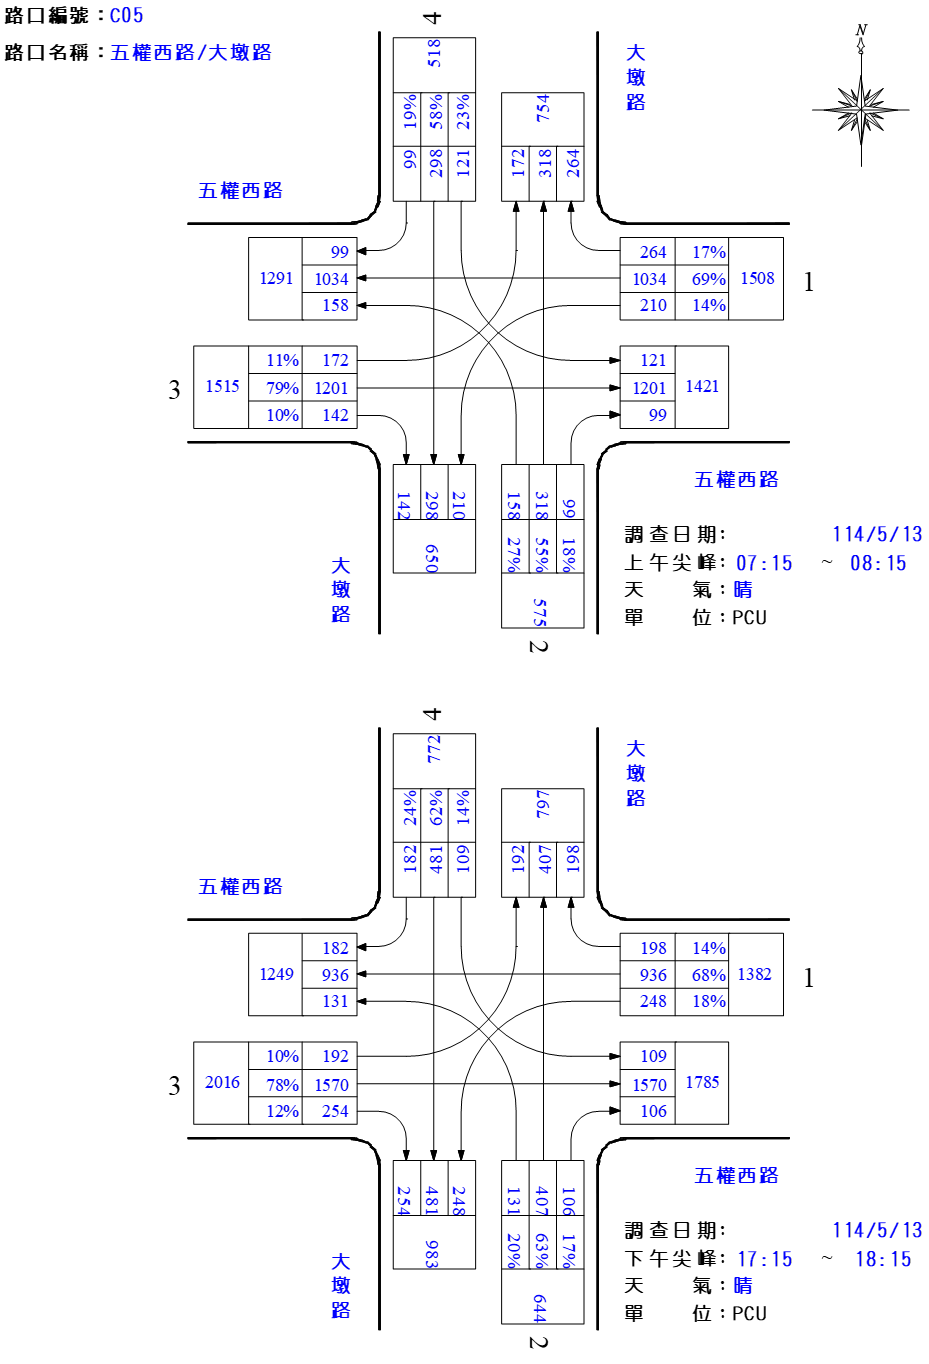 路口編號：C05
路口名稱：五權西路/大墩路
N
4
518
19% 58% 23%
99 298 121
754
172 318 264
大墩路
五權西路
1291
99
1034
158
264 17%
1034 69%
210 14%
1508
1
3
1515
11% 172
79% 1201
10% 142
121
1201
99
1421
142 298 210
650
158 318 99
27% 55% 18%
575
2
大墩路
五權西路
調查日期： 114/5/13
上午尖峰：07:15 ~ 08:15
天 氣：晴
單 位：PCU
4
772
24% 62% 14%
182 481 109
797
192 407 198
大墩路
五權西路
1249
182
936
131
198 14%
936 68%
248 18%
1382
1
3
2016
10% 192
78% 1570
12% 254
109
1570
106
1785
254 481 248
983
131 407 106
20% 63% 17%
644
2
大墩路
五權西路
調查日期： 114/5/13
下午尖峰：17:15 ~ 18:15
天 氣：晴
單 位：PCU